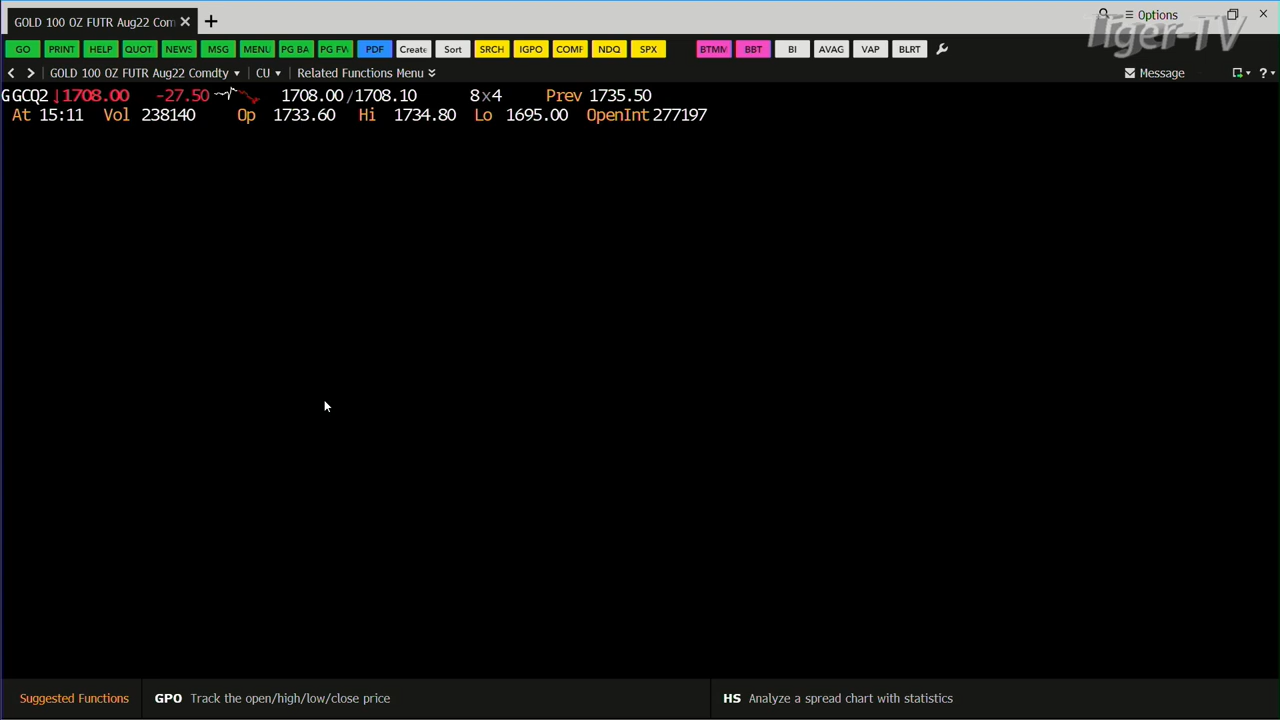 GOLD 100 OZ FUTR Aug22 Com
Options
Tiger-TV
GO PRINT HELP QUOT NEWS MSG MENU PG BA PG FW PDF Create Sort SRCH IGPO COMF NDQ SPX BTMM BBT BI AVAG VAP BLRT
GOLD 100 OZ FUTR Aug22 Comdty CU Related Functions Menu Message ?
GGCQ2 ↓1708.00 -27.50 1708.00/1708.10 8x4 Prev 1735.50
At 15:11 Vol 238140 Op 1733.60 Hi 1734.80 Lo 1695.00 OpenInt 277197
Suggested Functions GPO Track the open/high/low/close price HS Analyze a spread chart with statistics